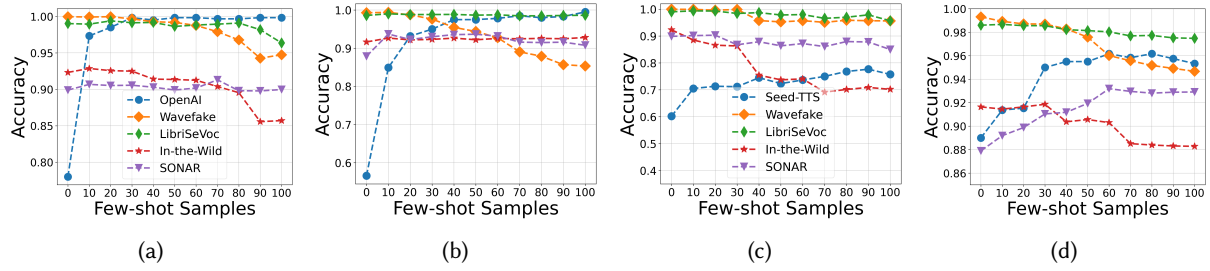 Accuracy
1.00
0.95
0.90
0.85
0.80
0 10 20 30 40 50 60 70 80 90 100
Few-shot Samples
OpenAI
Wavefake
LibriSeVoc
In-the-Wild
SONAR
(a)
Accuracy
1.0
0.9
0.8
0.7
0.6
0 10 20 30 40 50 60 70 80 90 100
Few-shot Samples
(b)
Accuracy
1.0
0.9
0.8
0.7
0.6
0.5
0.4
0 10 20 30 40 50 60 70 80 90 100
Few-shot Samples
Seed-TTS
Wavefake
LibriSeVoc
In-the-Wild
SONAR
(c)
Accuracy
1.00
0.98
0.96
0.94
0.92
0.90
0.88
0.86
0 10 20 30 40 50 60 70 80 90 100
Few-shot Samples
(d)